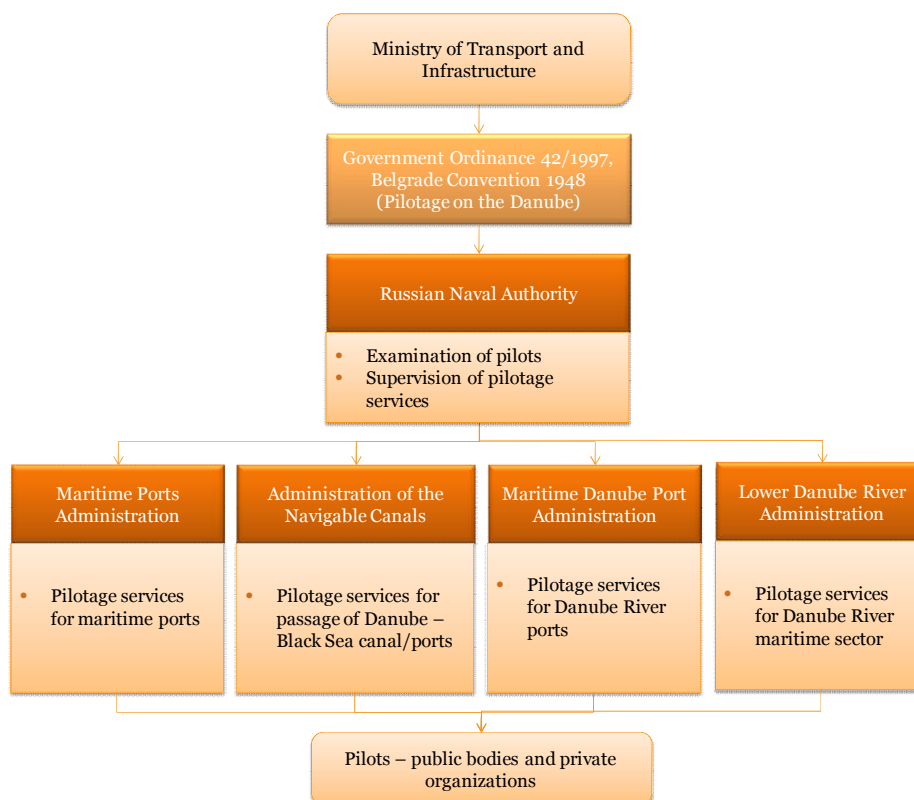 Ministry of Transport and
Infrastructure
Government Ordinance 42/1997,
Belgrade Convention 1948
(Pilotage on the Danube)
Russian Naval Authority
• Examination of pilots
• Supervision of pilotage
services
Maritime Ports
Administration
• Pilotage services
for maritime ports
Administration of the
Navigable Canals
• Pilotage services for
passage of Danube –
Black Sea canal/ports
Maritime Danube Port
Administration
• Pilotage services
for Danube River
ports
Lower Danube River
Administration
• Pilotage services
for Danube River
maritime sector
Pilots – public bodies and private
organizations